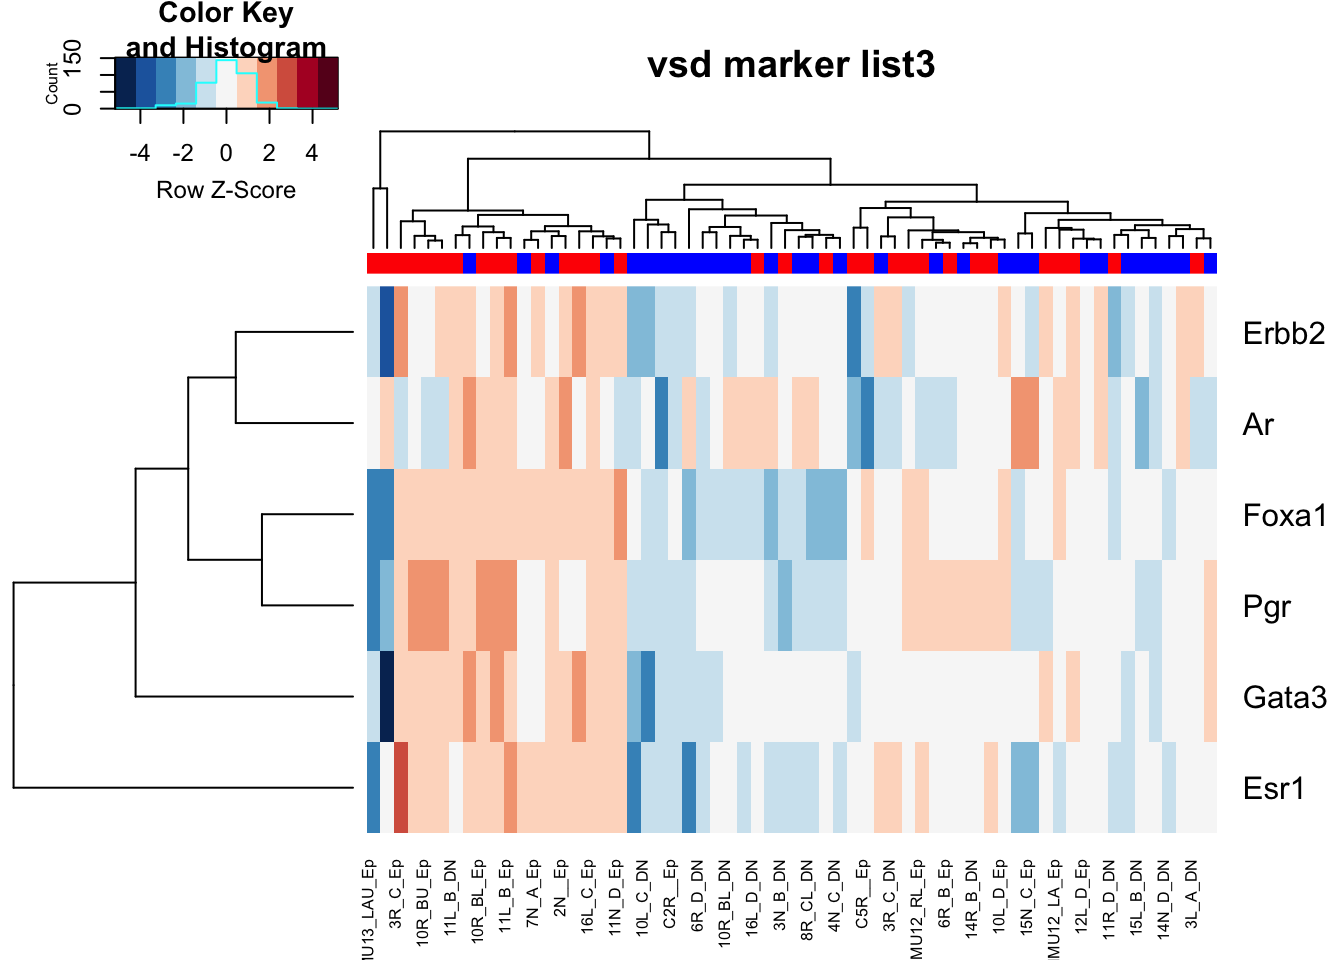 Color Key
and Histogram
Count
0 150
-4 -2 0 2 4
Row Z-Score
vsd marker list3
Erbb2
Ar
Foxa1
Pgr
Gata3
Esr1
MU13_LAU_Ep
3R_C_Ep
10R_BU_Ep
11L_B_DN
10R_BL_Ep
11L_B_Ep
7N_A_Ep
2N__Ep
16L_C_Ep
11N_D_Ep
10L_C_DN
C2R__Ep
6R_D_DN
10R_BL_DN
16L_D_DN
3N_B_DN
8R_CL_DN
4N_C_DN
C5R__Ep
3R_C_DN
MU12_RL_Ep
6R_B_Ep
14R_B_DN
10L_D_Ep
15N_C_Ep
MU12_LA_Ep
12L_D_Ep
11R_D_DN
15L_B_DN
14N_D_DN
3L_A_DN